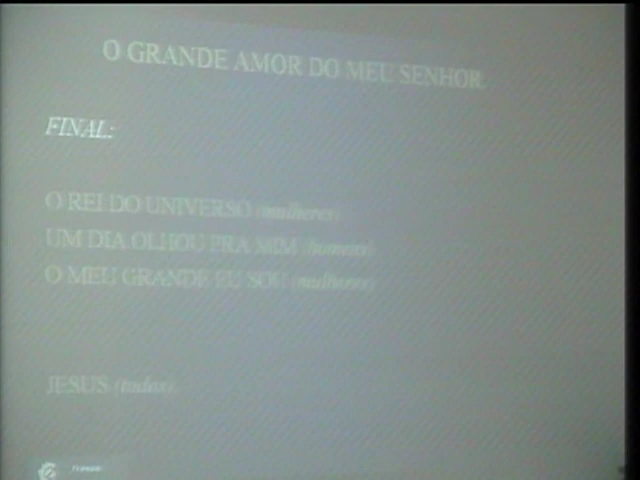 O GRANDE AMOR DO MEU SENHOR
FINAL:
O REI DO UNIVERSO (mulheres)
UM DIA OLHOU PRA MIM (homens)
O MEU GRANDE EU SOU (mulheres)
JESUS (todos).